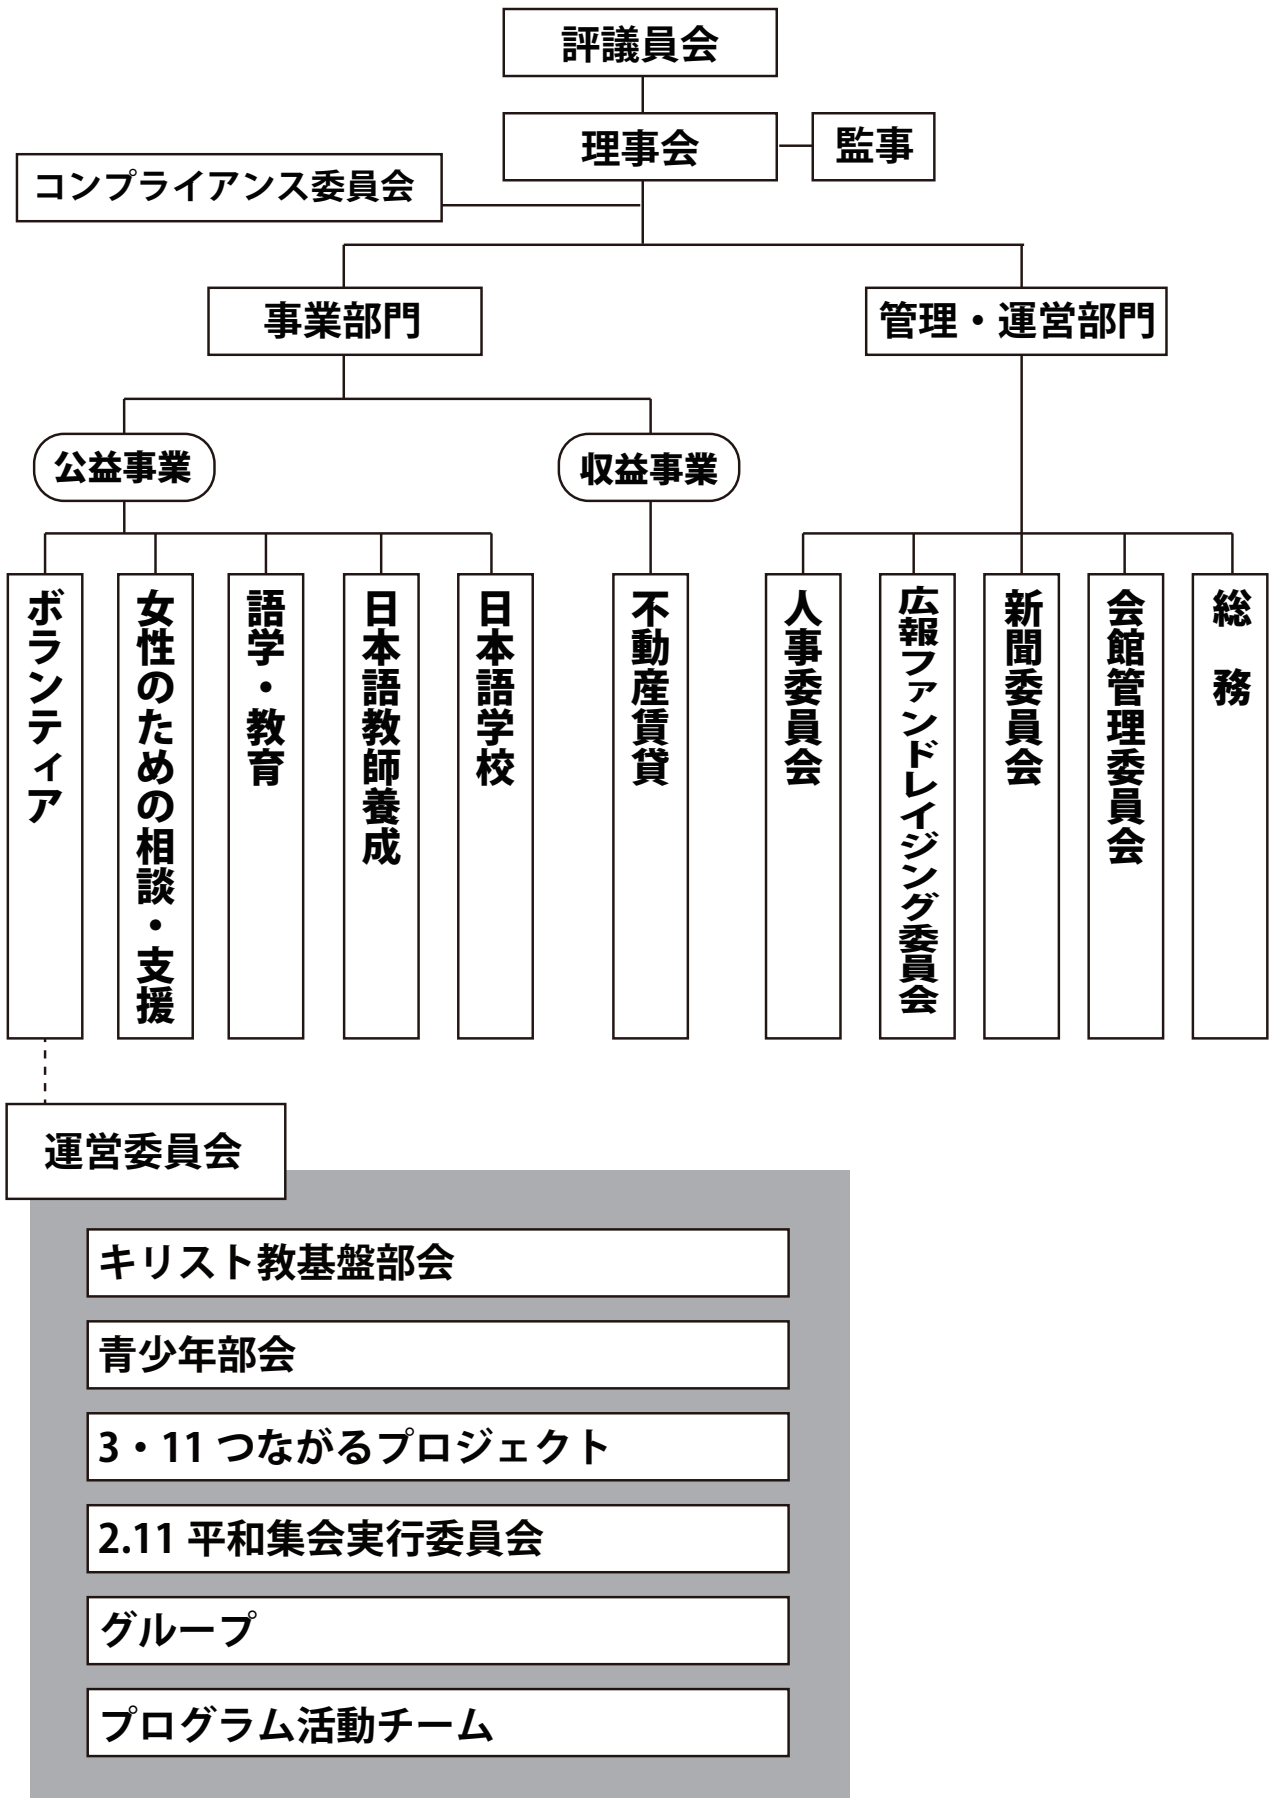 評議員会
理事会
監事
コンプライアンス委員会
事業部門
管理・運営部門
公益事業
収益事業
ボランティア
女性のための相談・支援
語学・教育
日本語教師養成
日本語学校
不動産賃貸
人事委員会
広報ファンドレイジング委員会
新聞委員会
会館管理委員会
総　務
運営委員会
キリスト教基盤部会
青少年部会
3・11 つながるプロジェクト
2.11 平和集会実行委員会
グループ
プログラム活動チーム